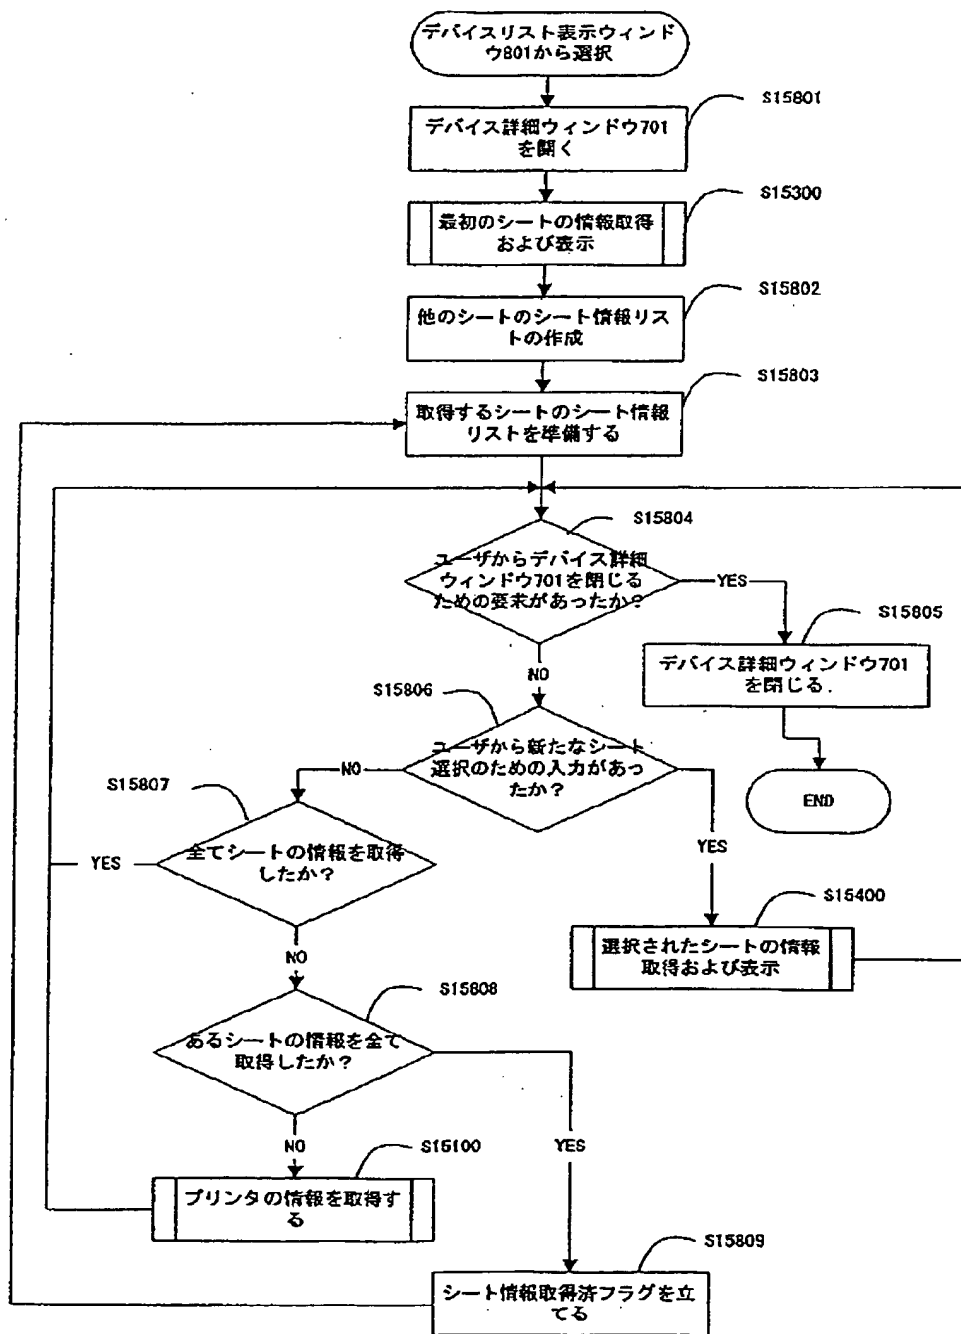 デバイスリスト表示ウィンド
ウ801から選択
S15801
デバイス詳細ウィンドウ701
を開く
S15300
最初のシートの情報取得
および表示
S15802
他のシートのシート情報リス
トの作成
S15803
取得するシートのシート情報
リストを準備する
S15804
ユーザからデバイス詳細
ウィンドウ701を閉じる
ための要求があったか?
YES
S15805
デバイス詳細ウィンドウ701
を閉じる
NO
S15806
ユーザから新たなシート
選択のための入力があっ
たか?
NO
END
S15807
YES
全てシートの情報を取得
したか?
YES
S15400
選択されたシートの情報
取得および表示
NO
S15808
あるシートの情報を全て
取得したか?
NO
YES
S15100
プリンタの情報を取得す
る
S15809
シート情報取得済フラグを立
てる